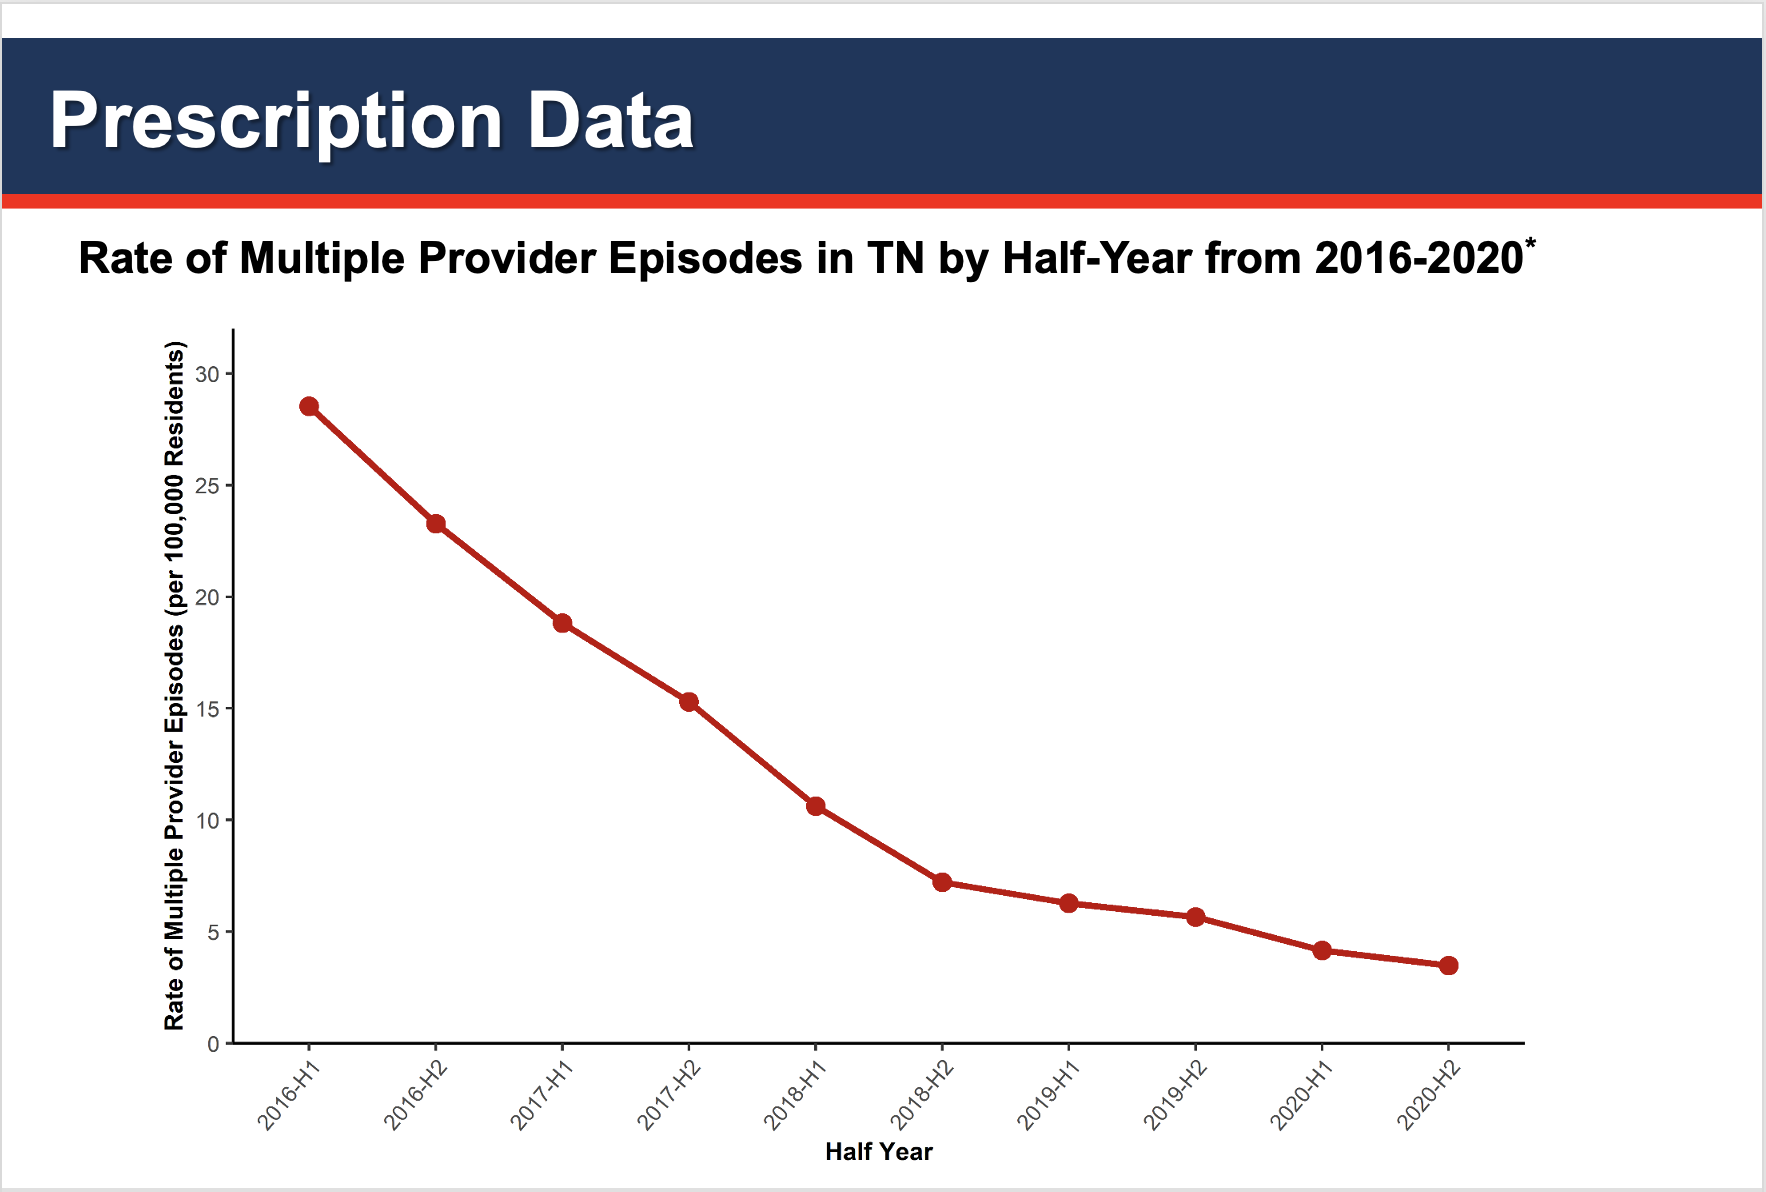 Prescription Data
Rate of Multiple Provider Episodes in TN by Half-Year from 2016-2020*
Rate of Multiple Provider Episodes (per 100,000 Residents)
30
25
20
15
10
5
0
2016-H1
2016-H2
2017-H1
2017-H2
2018-H1
2018-H2
2019-H1
2019-H2
2020-H1
2020-H2
Half Year